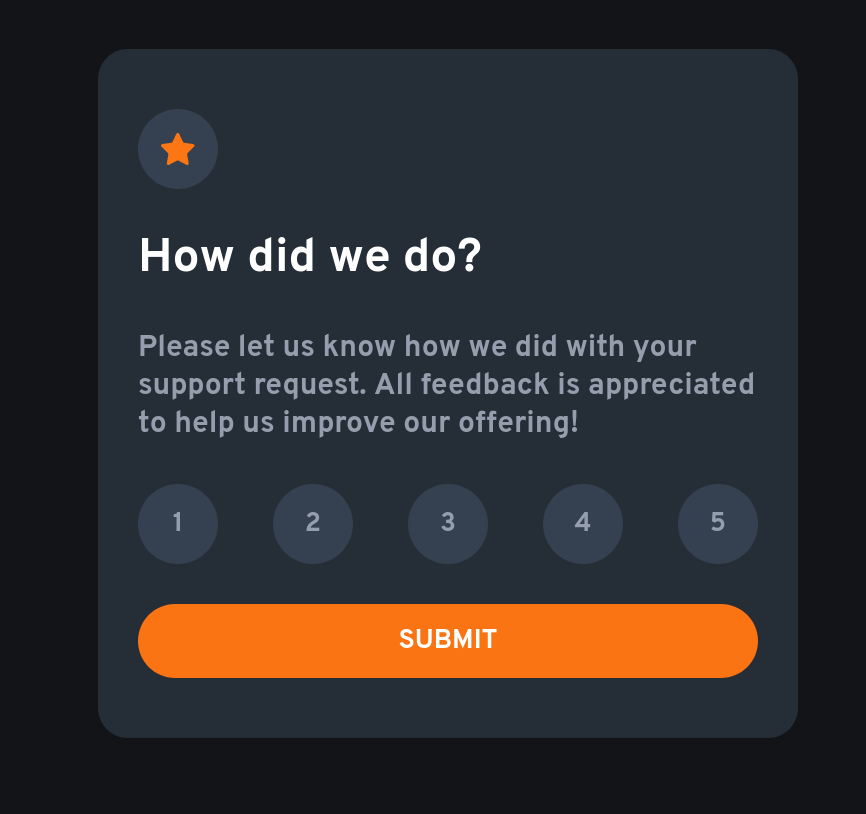 How did we do?
Please let us know how we did with your
support request. All feedback is appreciated
to help us improve our offering!
1 2 3 4 5
SUBMIT